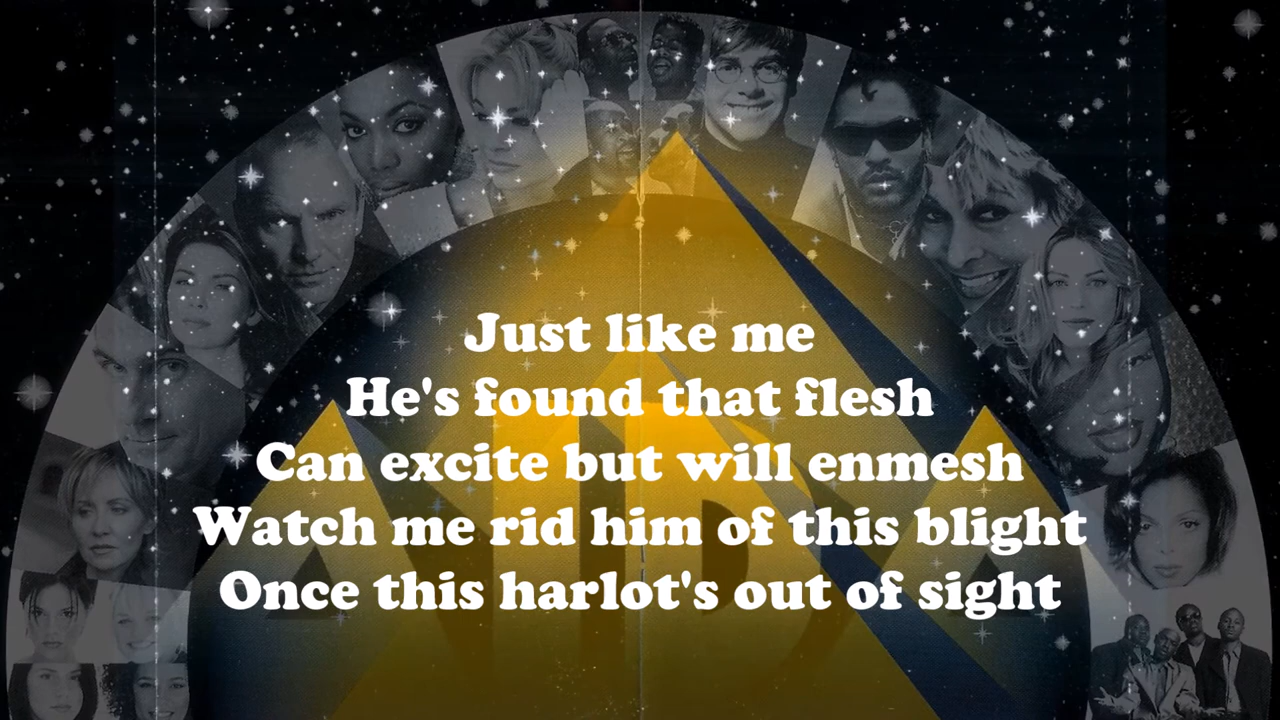 Just like me
He's found that flesh
Can excite but will enmesh
Watch me rid him of this blight
Once this harlot's out of sight
AIDA